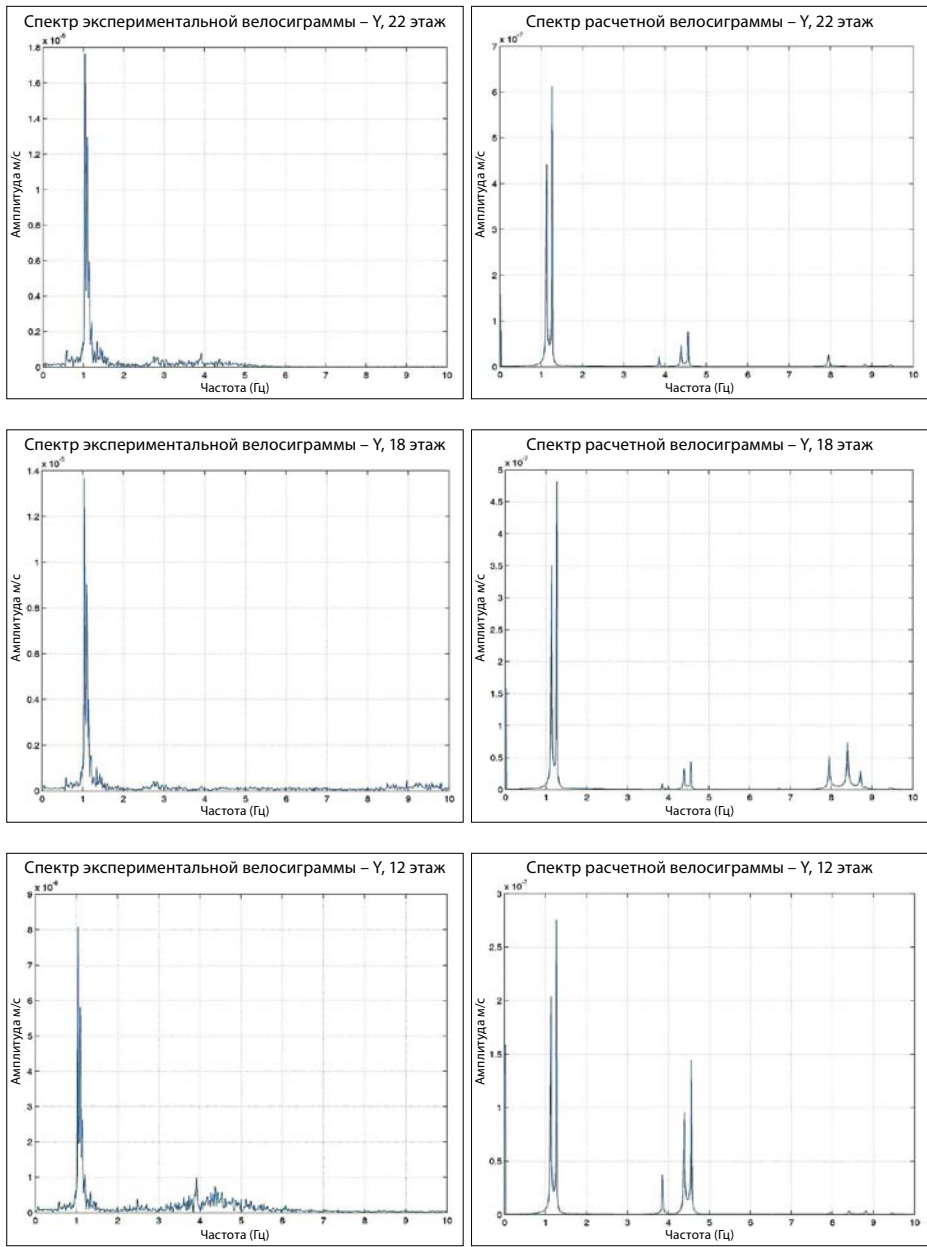 Спектр экспериментальной велосиграммы – Y, 22 этаж
x 10⁻⁵
1.8
1.6
1.4
1.2
1
0.8
0.6
0.4
0.2
0
Амплитуда м/с
0 1 2 3 4 5 6 7 8 9 10
Частота (Гц)
Спектр расчетной велосиграммы – Y, 22 этаж
x 10⁻⁷
7
6
5
4
3
2
1
0
Амплитуда м/с
0 1 2 3 4 5 6 7 8 9 10
Частота (Гц)
Спектр экспериментальной велосиграммы – Y, 18 этаж
x 10⁻⁵
1.4
1.2
1
0.8
0.6
0.4
0.2
0
Амплитуда м/с
0 1 2 3 4 5 6 7 8 9 10
Частота (Гц)
Спектр расчетной велосиграммы – Y, 18 этаж
x 10⁻⁷
5
4.5
4
3.5
3
2.5
2
1.5
1
0.5
0
Амплитуда м/с
0 1 2 3 4 5 6 7 8 9 10
Частота (Гц)
Спектр экспериментальной велосиграммы – Y, 12 этаж
x 10⁻⁶
9
8
7
6
5
4
3
2
1
0
Амплитуда м/с
0 1 2 3 4 5 6 7 8 9 10
Частота (Гц)
Спектр расчетной велосиграммы – Y, 12 этаж
x 10⁻⁷
3
2.5
2
1.5
1
0.5
0
Амплитуда м/с
0 1 2 3 4 5 6 7 8 9 10
Частота (Гц)